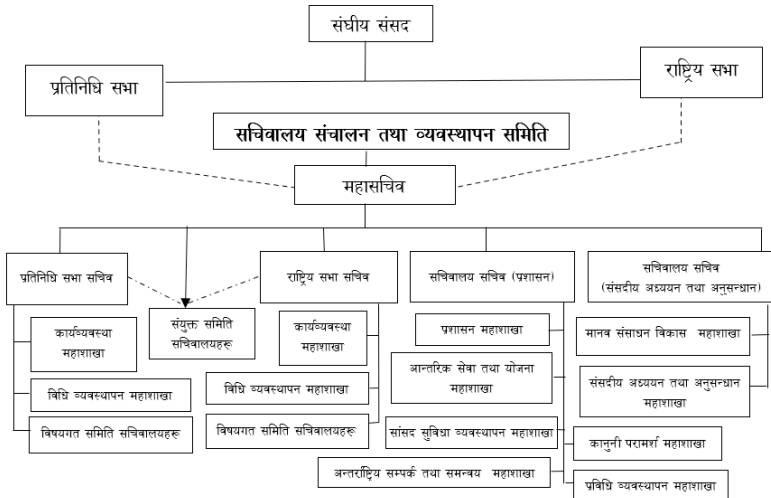 संघीय संसद
प्रतिनिधि सभा
राष्ट्रिय सभा
सचिवालय संचालन तथा व्यवस्थापन समिति
महासचिव
प्रतिनिधि सभा सचिव
संयुक्त समिति
सचिवालयहरू
राष्ट्रिय सभा सचिव
सचिवालय सचिव (प्रशासन)
सचिवालय सचिव
(संसदीय अध्ययन तथा अनुसन्धान)
कार्यव्यवस्था
महाशाखा
विधि व्यवस्थापन महाशाखा
विषयगत समिति सचिवालयहरू
कार्यव्यवस्था
महाशाखा
विधि व्यवस्थापन महाशाखा
विषयगत समिति सचिवालयहरू
प्रशासन महाशाखा
आन्तरिक सेवा तथा योजना
महाशाखा
सांसद सुविधा व्यवस्थापन महाशाखा
अन्तर्राष्ट्रिय सम्पर्क तथा समन्वय महाशाखा
मानव संसाधन विकास महाशाखा
संसदीय अध्ययन तथा अनुसन्धान
महाशाखा
कानुनी परामर्श महाशाखा
प्रविधि व्यवस्थापन महाशाखा